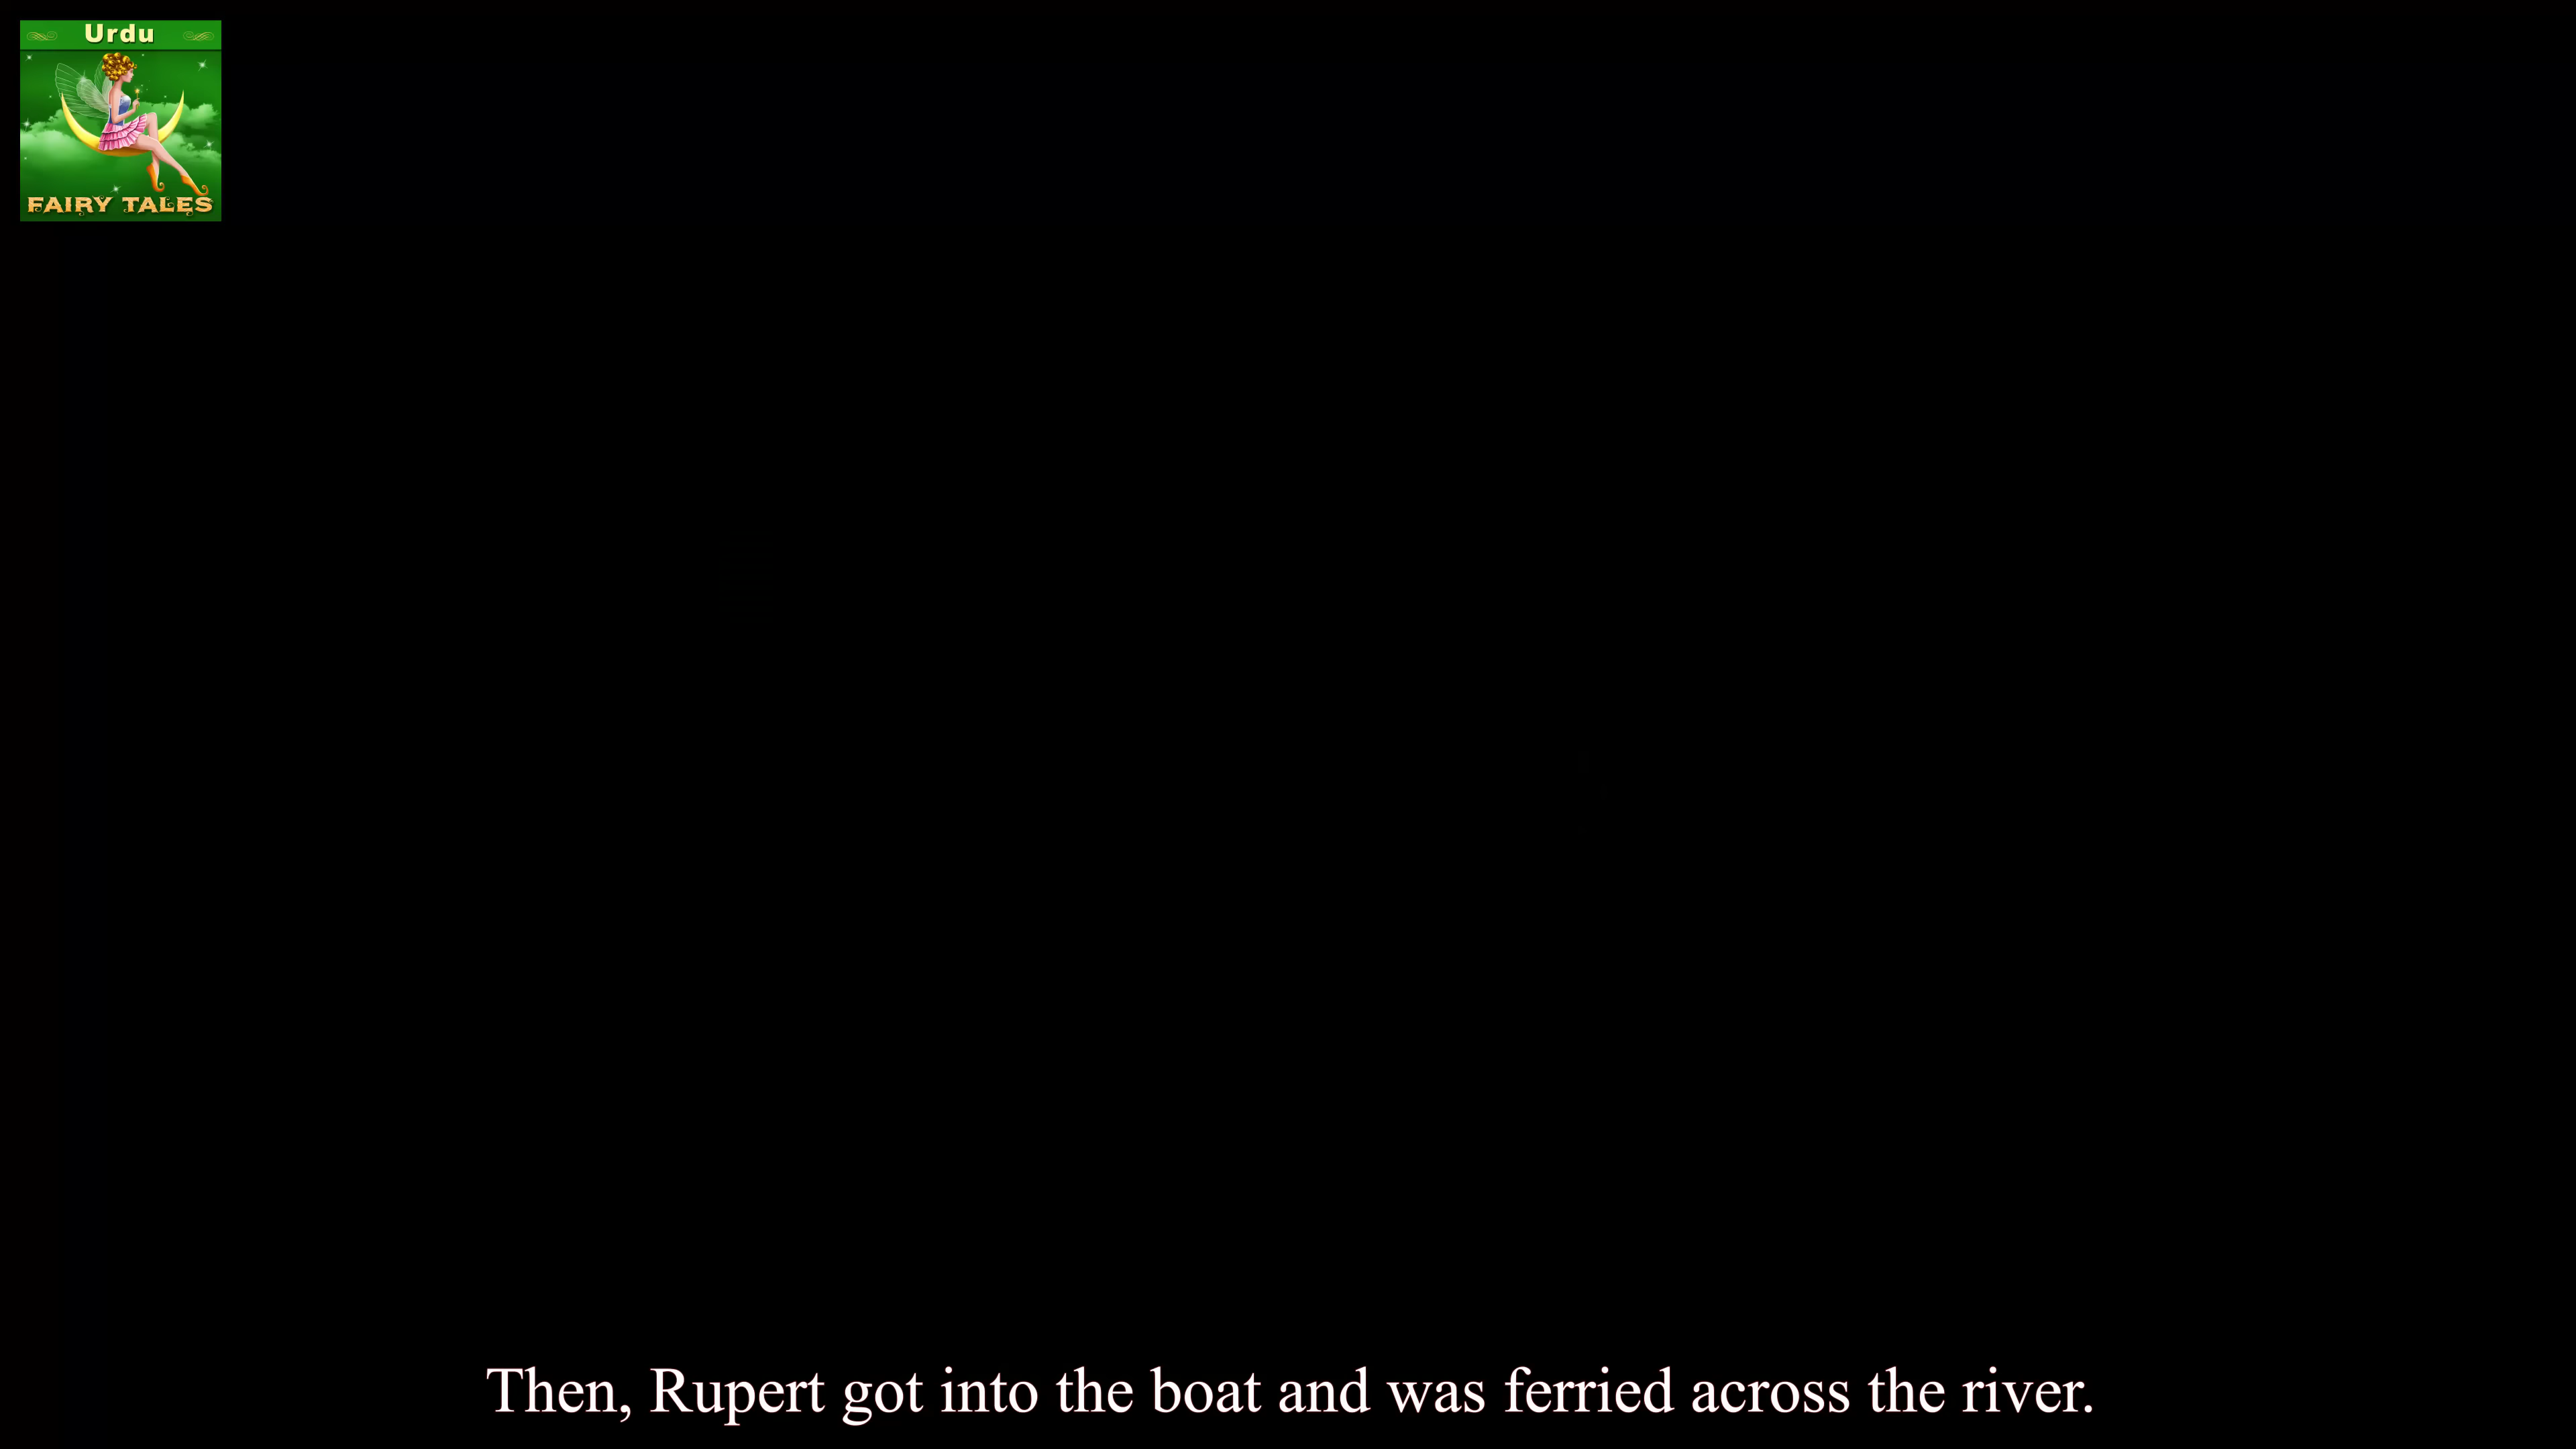 Urdu
FAIRY TALES
Then, Rupert got into the boat and was ferried across the river.